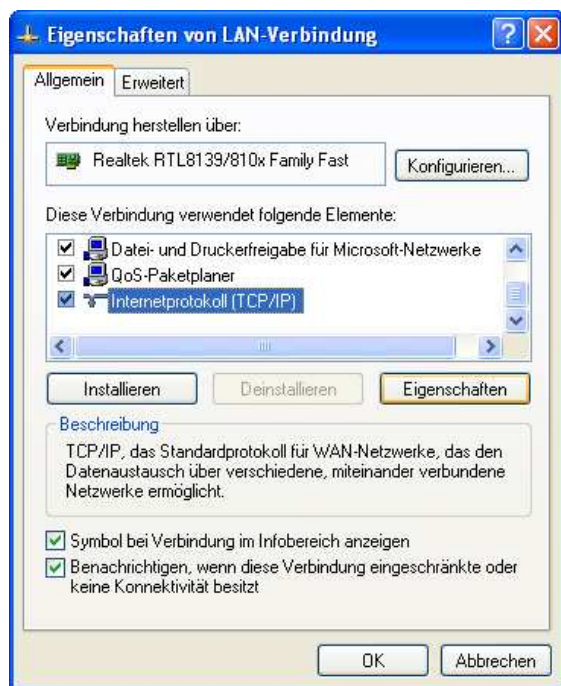 Eigenschaften von LAN-Verbindung
Allgemein
Erweitert
Verbindung herstellen über:
Realtek RTL8139/810x Family Fast
Konfigurieren...
Diese Verbindung verwendet folgende Elemente:
Datei- und Druckerfreigabe für Microsoft-Netzwerke
QoS-Paketplaner
Internetprotokoll (TCP/IP)
Installieren
Deinstallieren
Eigenschaften
Beschreibung
TCP/IP, das Standardprotokoll für WAN-Netzwerke, das den
Datenaustausch über verschiedene, miteinander verbundene
Netzwerke ermöglicht.
Symbol bei Verbindung im Infobereich anzeigen
Benachrichtigen, wenn diese Verbindung eingeschränkte oder
keine Konnektivität besitzt
OK
Abbrechen